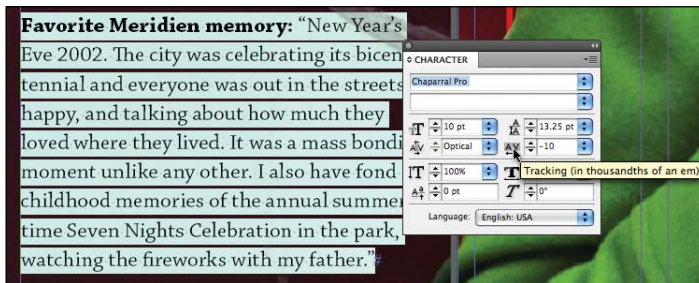 Favorite Meridien memory: “New Year’s
Eve 2002. The city was celebrating its bicen
tennial and everyone was out in the streets
happy, and talking about how much they
loved where they lived. It was a mass bondi
moment unlike any other. I also have fond
childhood memories of the annual summer
time Seven Nights Celebration in the park,
watching the fireworks with my father.”#
CHARACTER
Chaparral Pro
10 pt
13.25 pt
Optical
-10
100%
Tracking (in thousandths of an em)
0 pt
0°
Language: English: USA